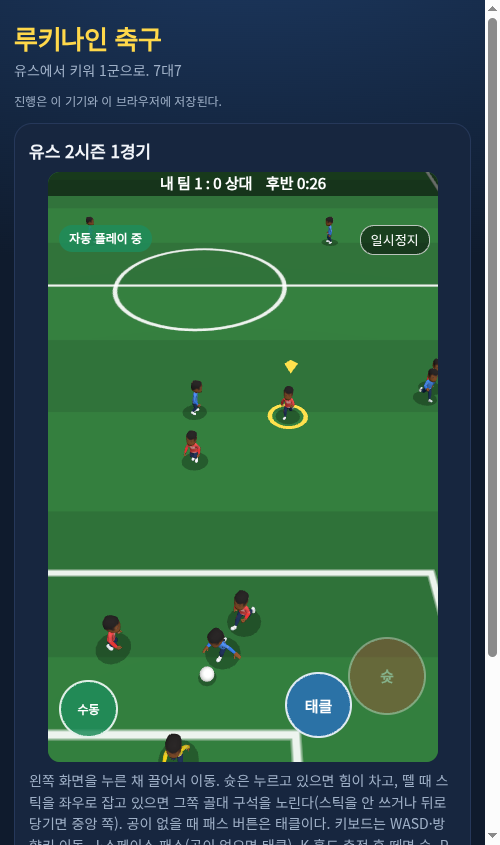 루키나인 축구
유스에서 키워 1군으로. 7대7
진행은 이 기기와 이 브라우저에 저장된다.
유스 2시즌 1경기
내 팀 1 : 0 상대 후반 0:26
자동 플레이 중
일시정지
슛
태클
수동
왼쪽 화면을 누른 채 끌어서 이동. 슛은 누르고 있으면 힘이 차고, 뗄 때 스
틱을 좌우로 잡고 있으면 그쪽 골대 구석을 노린다(스틱을 안 쓰거나 뒤로
당기면 중앙 쪽). 공이 없을 때 패스 버튼은 태클이다. 키보드는 WASD·방